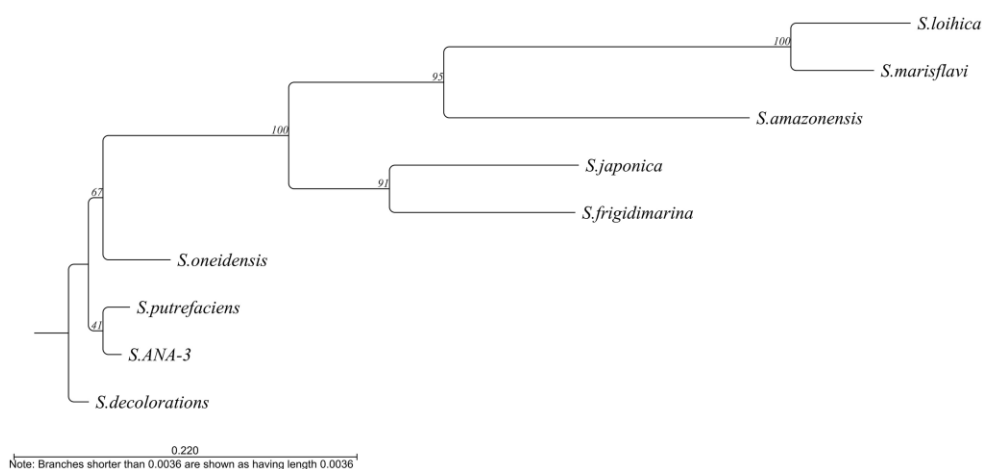 S.loihica
100
S.marisflavi
95
S.amazonensis
100
S.japonica
91
S.frigidimarina
67
S.oneidensis
S.putrefaciens
41
S.ANA-3
S.decolorations
0.220
Note: Branches shorter than 0.0036 are shown as having length 0.0036